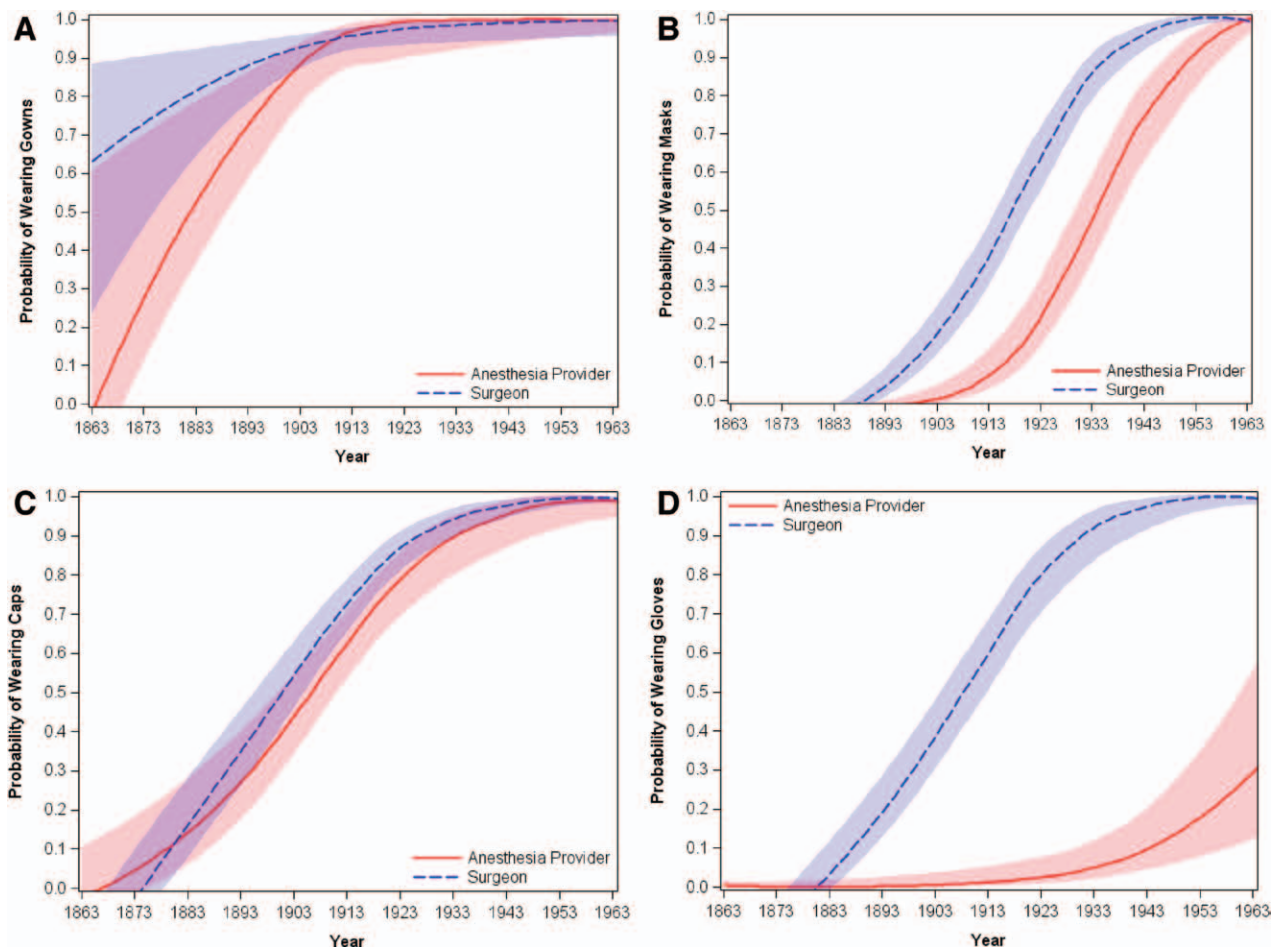 A
Probability of Wearing Gowns
1.0
0.9
0.8
0.7
0.6
0.5
0.4
0.3
0.2
0.1
0.0
Anesthesia Provider
Surgeon
1863 1873 1883 1893 1903 1913 1923 1933 1943 1953 1963
Year
B
Probability of Wearing Masks
1.0
0.9
0.8
0.7
0.6
0.5
0.4
0.3
0.2
0.1
0.0
Anesthesia Provider
Surgeon
1863 1873 1883 1893 1903 1913 1923 1933 1943 1953 1963
Year
C
Probability of Wearing Caps
1.0
0.9
0.8
0.7
0.6
0.5
0.4
0.3
0.2
0.1
0.0
Anesthesia Provider
Surgeon
1863 1873 1883 1893 1903 1913 1923 1933 1943 1953 1963
Year
D
Probability of Wearing Gloves
Anesthesia Provider
Surgeon
1.0
0.9
0.8
0.7
0.6
0.5
0.4
0.3
0.2
0.1
0.0
1863 1873 1883 1893 1903 1913 1923 1933 1943 1953 1963
Year